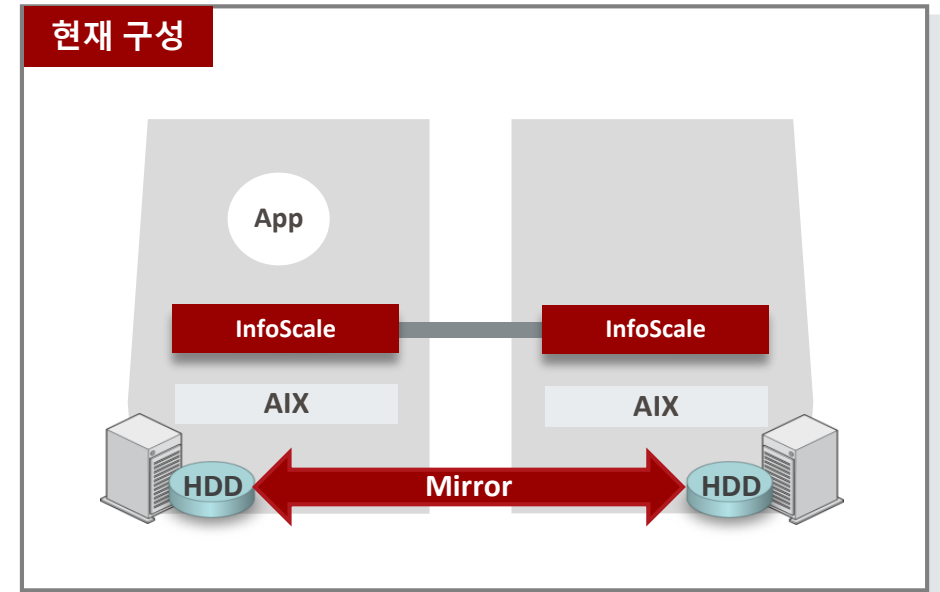 현재 구성
App
InfoScale
InfoScale
AIX
AIX
HDD
Mirror
HDD